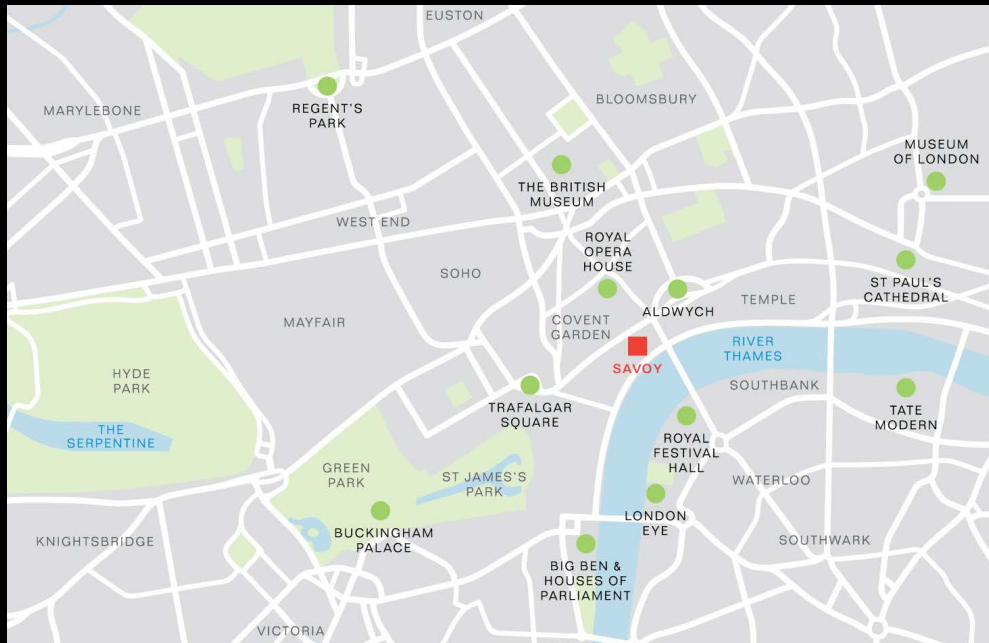 EUSTON
MARYLEBONE
REGENT'S
PARK
BLOOMSBURY
MUSEUM
OF LONDON
THE BRITISH
MUSEUM
WEST END
ROYAL
OPERA
HOUSE
SOHO
ST PAUL'S
CATHEDRAL
ALDWYCH
TEMPLE
MAYFAIR
COVENT
GARDEN
RIVER
THAMES
SAVOY
HYDE
PARK
SOUTHBANK
TRAFALGAR
SQUARE
TATE
MODERN
THE
SERPENTINE
ROYAL
FESTIVAL
HALL
GREEN
PARK
ST JAMES'S
PARK
WATERLOO
LONDON
EYE
BUCKINGHAM
PALACE
KNIGHTSBRIDGE
SOUTHWARK
BIG BEN &
HOUSES OF
PARLIAMENT
VICTORIA